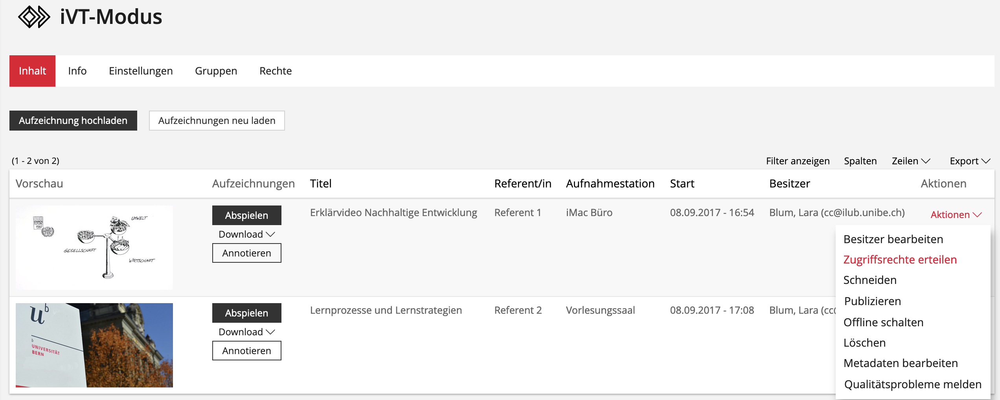 iVT-Modus
Inhalt Info Einstellungen Gruppen Rechte
Aufzeichnung hochladen Aufzeichnungen neu laden
(1 - 2 von 2) Filter anzeigen Spalten Zeilen Export
Vorschau Aufzeichnungen Titel Referent/in Aufnahmestation Start Besitzer Aktionen
COMMON
FUTURE
1987
UMWELT
GESELLSCHAFT
WIRTSCHAFT
Abspielen Erklärvideo Nachhaltige Entwicklung Referent 1 iMac Büro 08.09.2017 - 16:54 Blum, Lara (cc@ilub.unibe.ch) Aktionen
Download
Annotieren
Besitzer bearbeiten
Zugriffsrechte erteilen
Schneiden
Publizieren
Offline schalten
Löschen
Metadaten bearbeiten
Qualitätsprobleme melden
u b
b
UNIVERSITÄT
BERN
Abspielen Lernprozesse und Lernstrategien Referent 2 Vorlesungssaal 08.09.2017 - 17:08 Blum, Lara (cc
Download
Annotieren